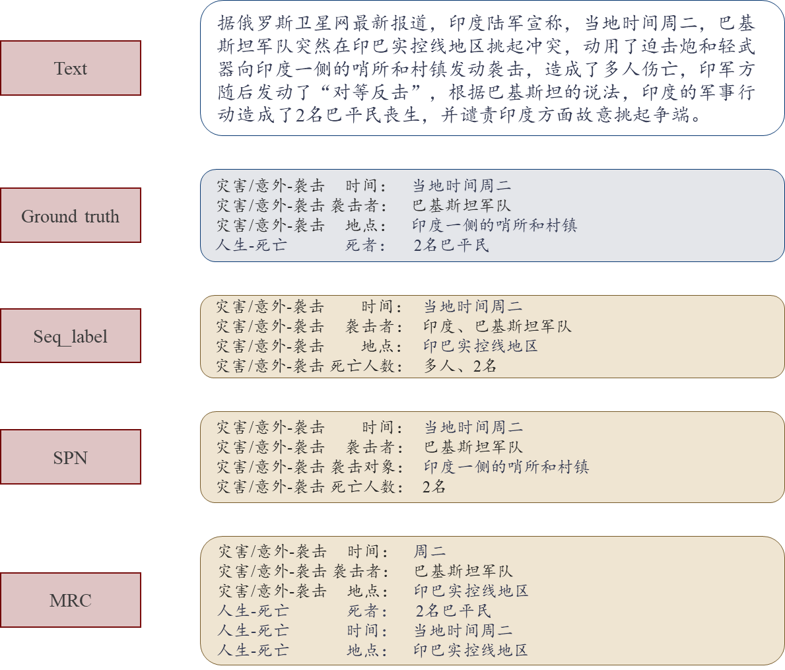 Text
据俄罗斯卫星网最新报道，印度陆军宣称，当地时间周二，巴基
斯坦军队突然在印巴实控线地区挑起冲突，动用了迫击炮和轻武
器向印度一侧的哨所和村镇发动袭击，造成了多人伤亡，印军方
随后发动了“对等反击”，根据巴基斯坦的说法，印度的军事行
动造成了2名巴平民丧生，并谴责印度方面故意挑起争端。
Ground truth
灾害/意外-袭击 时间： 当地时间周二
灾害/意外-袭击 袭击者： 巴基斯坦军队
灾害/意外-袭击 地点： 印度一侧的哨所和村镇
人生-死亡 死者： 2名巴平民
Seq_label
灾害/意外-袭击 时间： 当地时间周二
灾害/意外-袭击 袭击者： 印度、巴基斯坦军队
灾害/意外-袭击 地点： 印巴实控线地区
灾害/意外-袭击 死亡人数： 多人、2名
SPN
灾害/意外-袭击 时间： 当地时间周二
灾害/意外-袭击 袭击者： 巴基斯坦军队
灾害/意外-袭击 袭击对象： 印度一侧的哨所和村镇
灾害/意外-袭击 死亡人数： 2名
MRC
灾害/意外-袭击 时间： 周二
灾害/意外-袭击 袭击者： 巴基斯坦军队
灾害/意外-袭击 地点： 印巴实控线地区
人生-死亡 死者： 2名巴平民
人生-死亡 时间： 当地时间周二
人生-死亡 地点： 印巴实控线地区